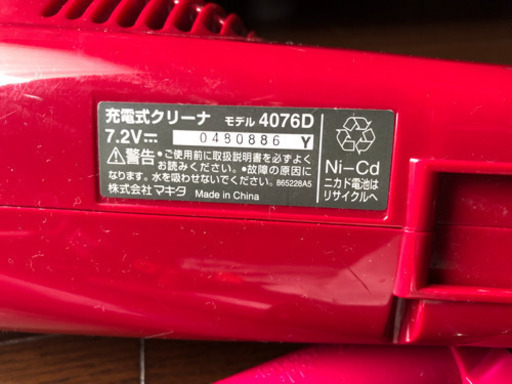 充電式クリーナ モデル 4076D
7.2V⎓ 0480886 Y
⚠警告 •ご使用前に取扱説明書を必ずよく
お読みください。•故障の原因に
なります。水を吸わせないでください。 865228A5
株式会社マキタ Made in China
Ni-Cd
ニカド電池は
リサイクルへ